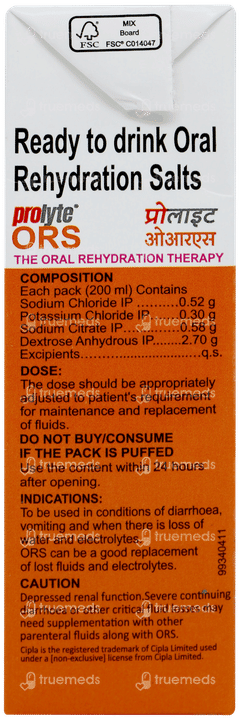 MIX
Board
FSC
FSC® C014047
Ready to drink Oral
Rehydration Salts
prolyte®
ORS
प्रोलाइट
ओआरएस
THE ORAL REHYDRATION THERAPY
COMPOSITION
Each pack (200 ml) Contains
Sodium Chloride IP ..........0.52 g
Potassium Chloride IP.......0.30 g
Sodium Citrate IP.............0.58 g
Dextrose Anhydrous IP......2.70 g
Excipients............................q.s.
DOSE:
The dose should be appropriately
adjusted to patient's requirement
for maintenance and replacement
of fluids.
DO NOT BUY/CONSUME
IF THE PACK IS PUFFED
Use the content within 24 hours
after opening.
INDICATIONS:
To be used in conditions of diarrhoea,
vomiting and when there is loss of
water and electrolytes.
ORS can be a good replacement
of lost fluids and electrolytes.
99340411
CAUTION
Depressed renal function, Severe continuing
diarrhoea or other critical fluid losses may
need supplementation with other
parenteral fluids along with ORS.
Cipla is the registered trademark of Cipla Limited used
under a [non-exclusive] license from Cipla Limited.
truemeds